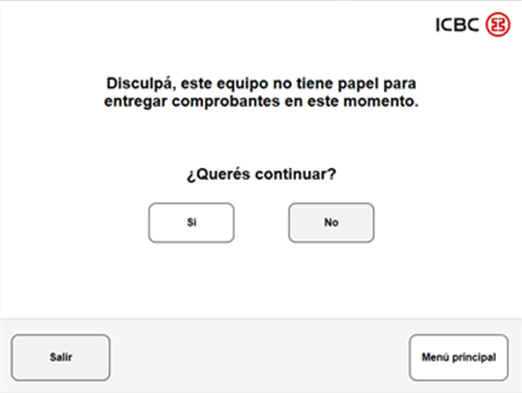 ICBC
Disculpá, este equipo no tiene papel para
entregar comprobantes en este momento.
¿Querés continuar?
Si
No
Salir
Menú principal